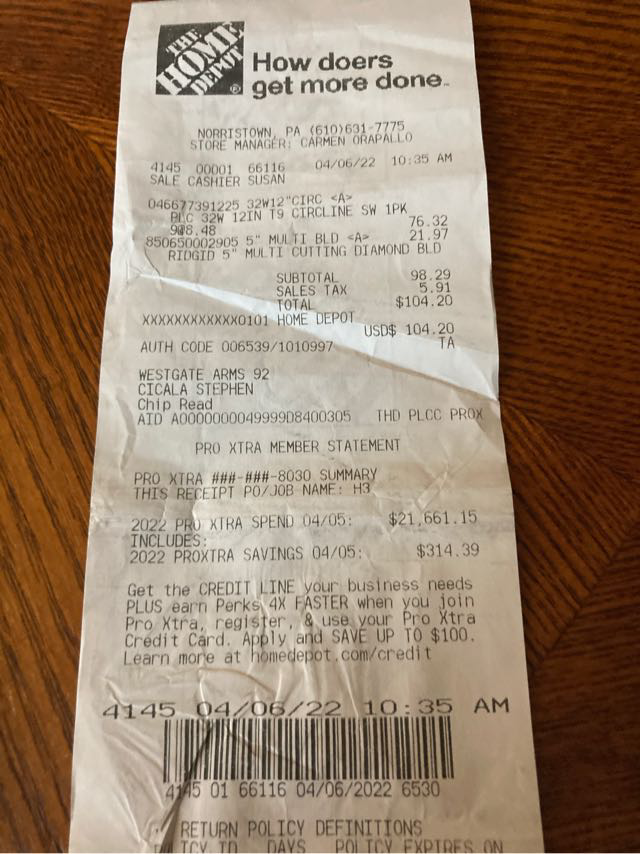 THE
HOME
DEPOT
®
How doers
get more done™
NORRISTOWN, PA (610)631-7775
STORE MANAGER: CARMEN ORAPALLO
4145 00001 66116 04/06/22 10:35 AM
SALE CASHIER SUSAN
046677391225 32W12"CIRC <A>
PLC 32W 12IN T9 CIRCLINE SW 1PK
9@8.48 76.32
850650002905 5" MULTI BLD <A> 21.97
RIDGID 5" MULTI CUTTING DIAMOND BLD
SUBTOTAL 98.29
SALES TAX 5.91
TOTAL $104.20
XXXXXXXXXXXX0101 HOME DEPOT
USD$ 104.20
AUTH CODE 006539/1010997 TA
WESTGATE ARMS 92
CICALA STEPHEN
Chip Read
AID A0000000049999D8400305 THD PLCC PROX
PRO XTRA MEMBER STATEMENT
PRO XTRA ###-###-8030 SUMMARY
THIS RECEIPT PO/JOB NAME: H3
2022 PRO XTRA SPEND 04/05: $21,661.15
INCLUDES:
2022 PROXTRA SAVINGS 04/05: $314.39
Get the CREDIT LINE your business needs
PLUS earn Perks 4X FASTER when you join
Pro Xtra, register, & use your Pro Xtra
Credit Card. Apply and SAVE UP TO $100.
Learn more at homedepot.com/credit
4145 04/06/22 10:35 AM
4145 01 66116 04/06/2022 6530
RETURN POLICY DEFINITIONS
POLICY ID DAYS POLICY EXPIRES ON